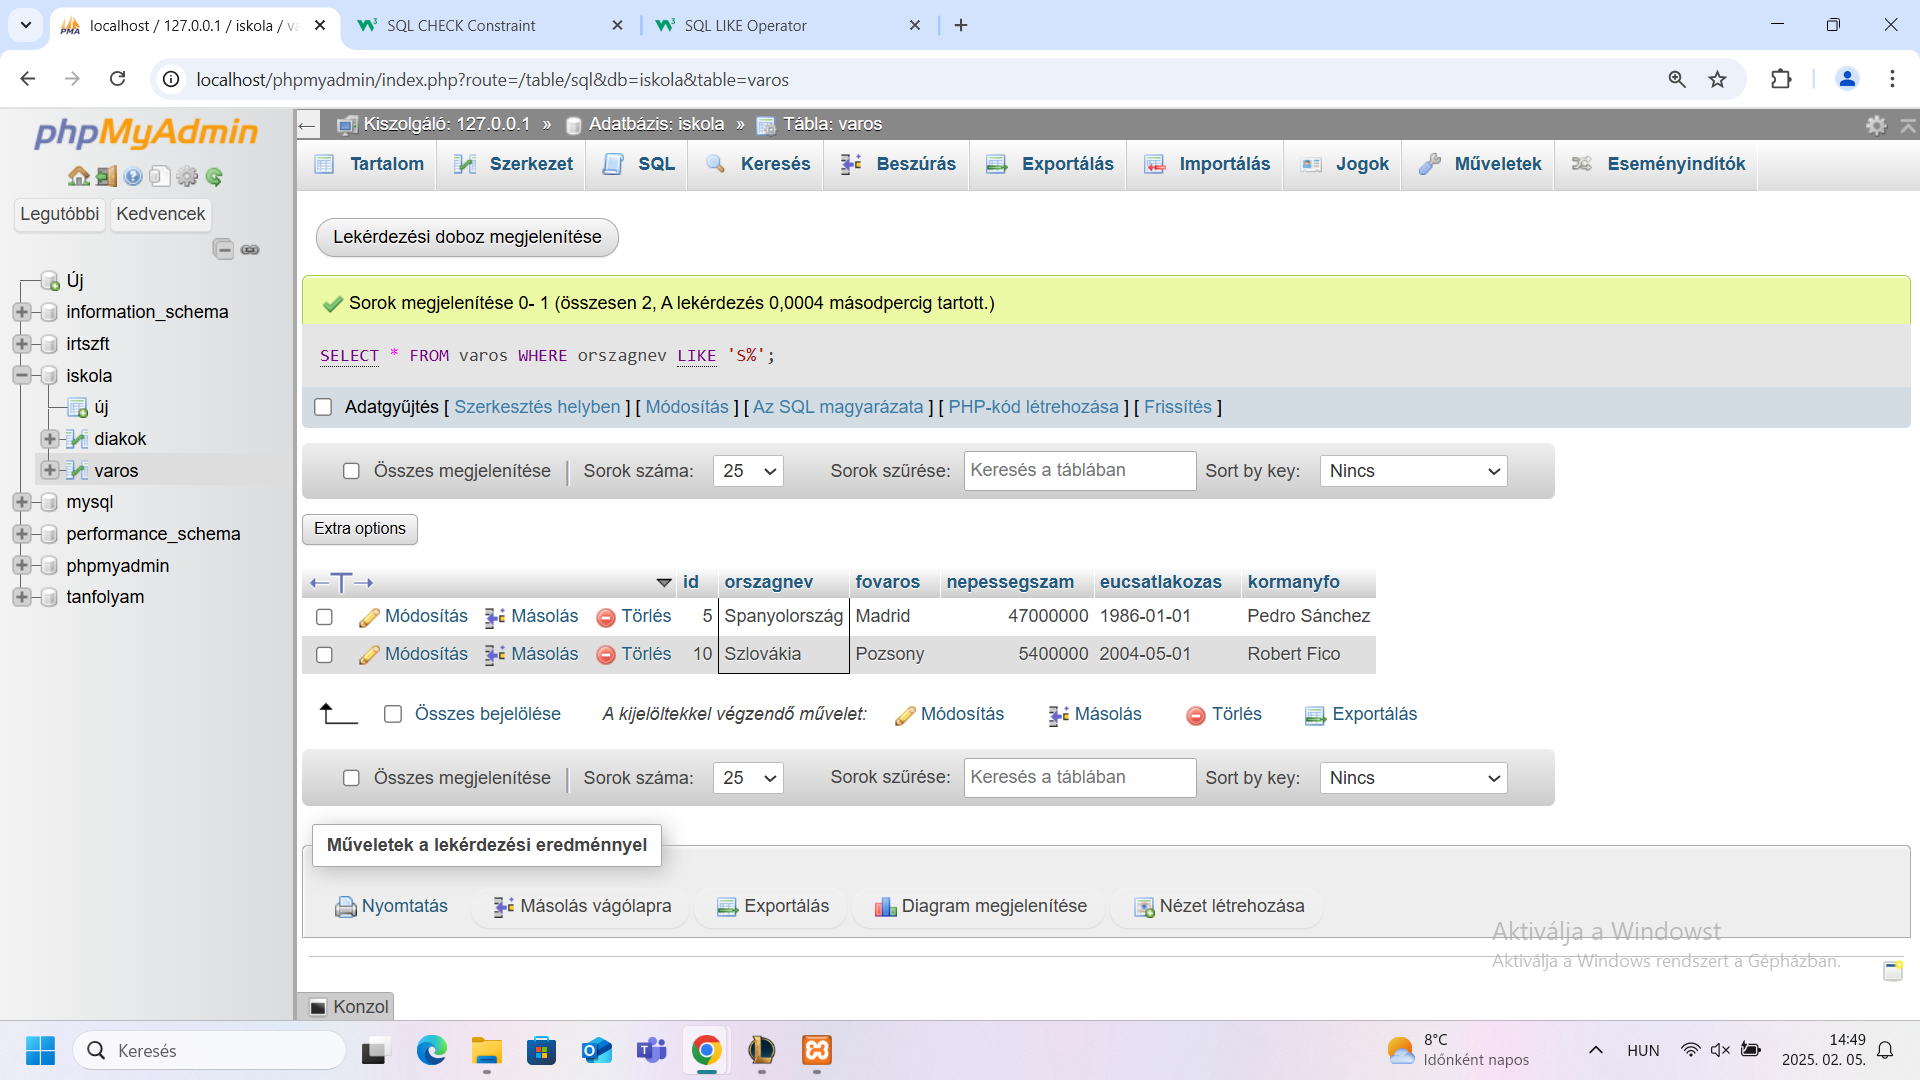 localhost / 127.0.0.1 / iskola / va
SQL CHECK Constraint
SQL LIKE Operator
localhost/phpmyadmin/index.php?route=/table/sql&db=iskola&table=varos
phpMyAdmin
Legutóbbi
Kedvencek
Új
information_schema
irtszft
iskola
új
diakok
varos
mysql
performance_schema
phpmyadmin
tanfolyam
Kiszolgáló: 127.0.0.1 » Adatbázis: iskola » Tábla: varos
Tartalom
Szerkezet
SQL
Keresés
Beszúrás
Exportálás
Importálás
Jogok
Műveletek
Eseményindítók
Lekérdezési doboz megjelenítése
Sorok megjelenítése 0- 1 (összesen 2, A lekérdezés 0,0004 másodpercig tartott.)
SELECT * FROM varos WHERE orszagnev LIKE 'S%';
Adatgyűjtés [ Szerkesztés helyben ] [ Módosítás ] [ Az SQL magyarázata ] [ PHP-kód létrehozása ] [ Frissítés ]
Összes megjelenítése | Sorok száma: 25 Sorok szűrése: Keresés a táblában Sort by key: Nincs
Extra options
←T→ id orszagnev fovaros nepessegszam eucsatlakozas kormanyfo
Módosítás Másolás Törlés 5 Spanyolország Madrid 47000000 1986-01-01 Pedro Sánchez
Módosítás Másolás Törlés 10 Szlovákia Pozsony 5400000 2004-05-01 Robert Fico
Összes bejelölése A kijelöltekkel végzendő művelet: Módosítás Másolás Törlés Exportálás
Összes megjelenítése | Sorok száma: 25 Sorok szűrése: Keresés a táblában Sort by key: Nincs
Műveletek a lekérdezési eredménnyel
Nyomtatás
Másolás vágólapra
Exportálás
Diagram megjelenítése
Nézet létrehozása
Aktiválja a Windowst
Aktiválja a Windows rendszert a Gépházban.
Konzol
Keresés
8°C
Időnként napos
HUN
14:49
2025. 02. 05.